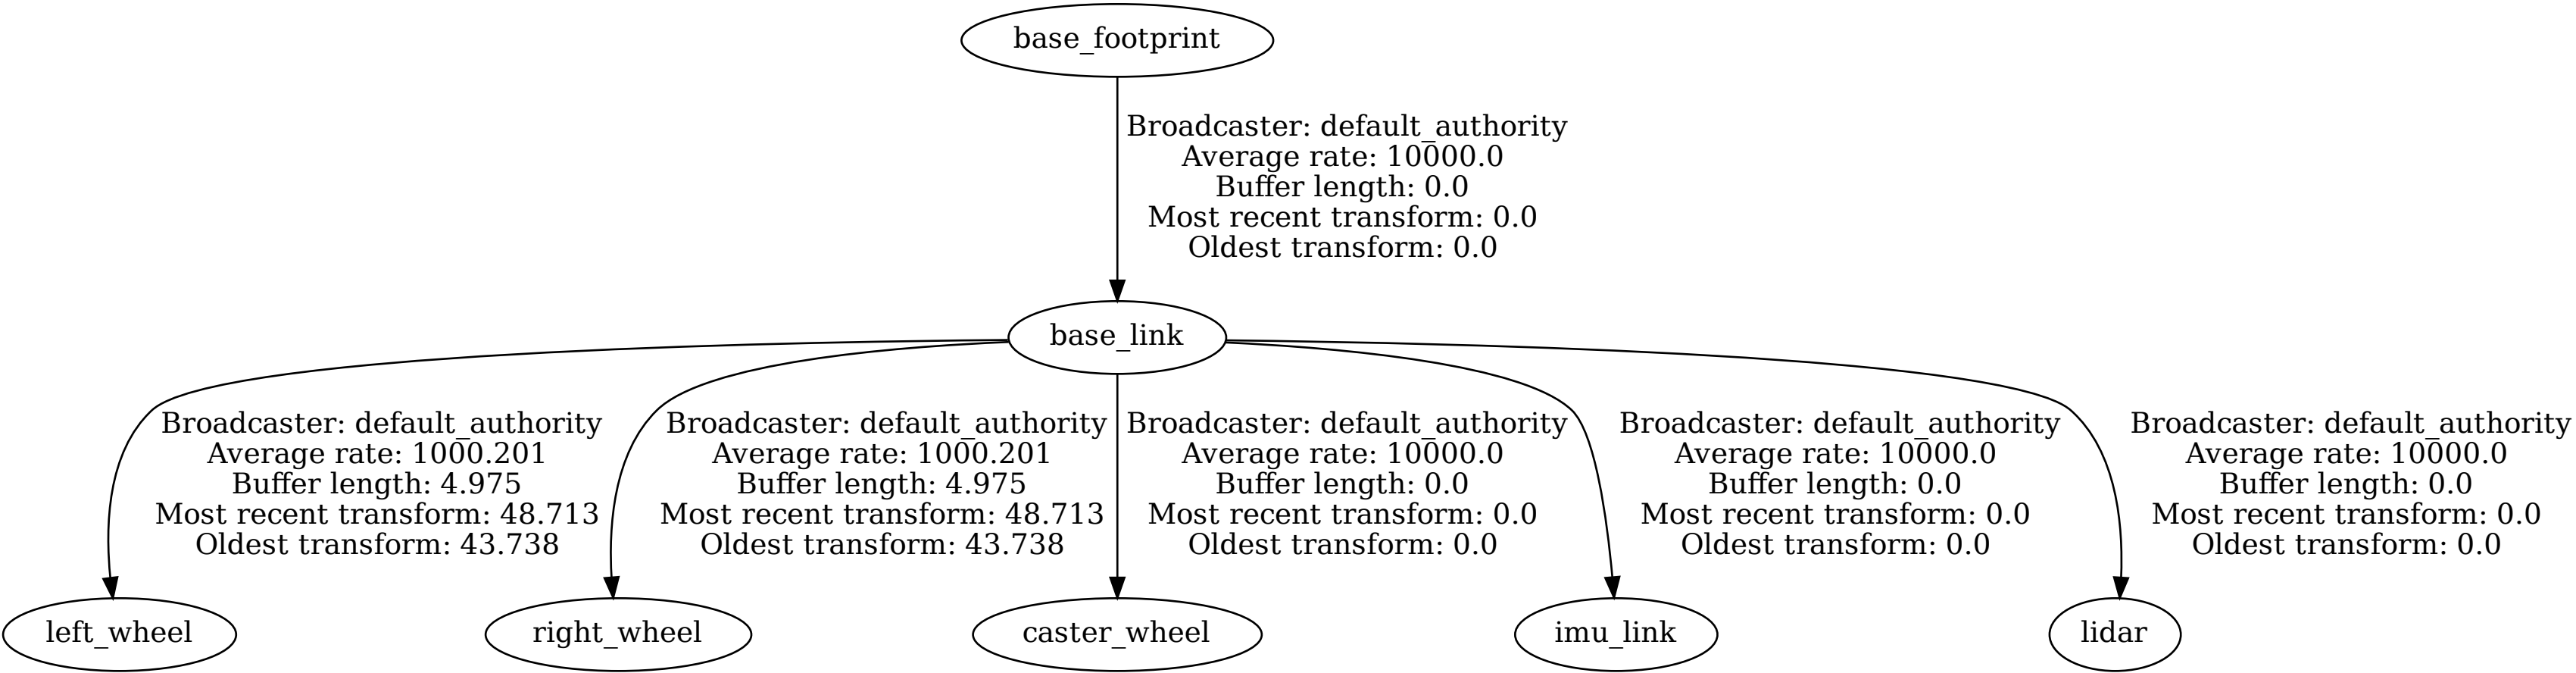 base_footprint
Broadcaster: default_authority
Average rate: 10000.0
Buffer length: 0.0
Most recent transform: 0.0
Oldest transform: 0.0
base_link
Broadcaster: default_authority
Average rate: 1000.201
Buffer length: 4.975
Most recent transform: 48.713
Oldest transform: 43.738
Broadcaster: default_authority
Average rate: 1000.201
Buffer length: 4.975
Most recent transform: 48.713
Oldest transform: 43.738
Broadcaster: default_authority
Average rate: 10000.0
Buffer length: 0.0
Most recent transform: 0.0
Oldest transform: 0.0
Broadcaster: default_authority
Average rate: 10000.0
Buffer length: 0.0
Most recent transform: 0.0
Oldest transform: 0.0
Broadcaster: default_authority
Average rate: 10000.0
Buffer length: 0.0
Most recent transform: 0.0
Oldest transform: 0.0
left_wheel
right_wheel
caster_wheel
imu_link
lidar